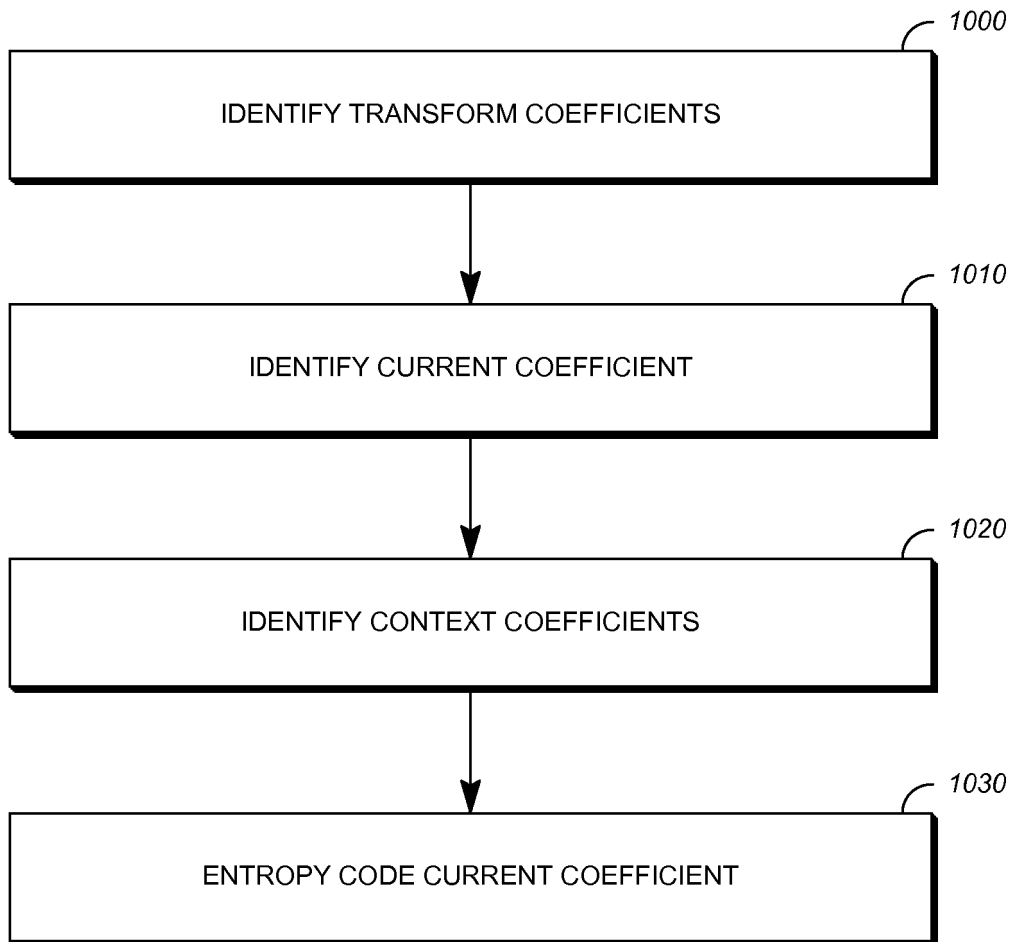 1000
IDENTIFY TRANSFORM COEFFICIENTS
1010
IDENTIFY CURRENT COEFFICIENT
1020
IDENTIFY CONTEXT COEFFICIENTS
1030
ENTROPY CODE CURRENT COEFFICIENT